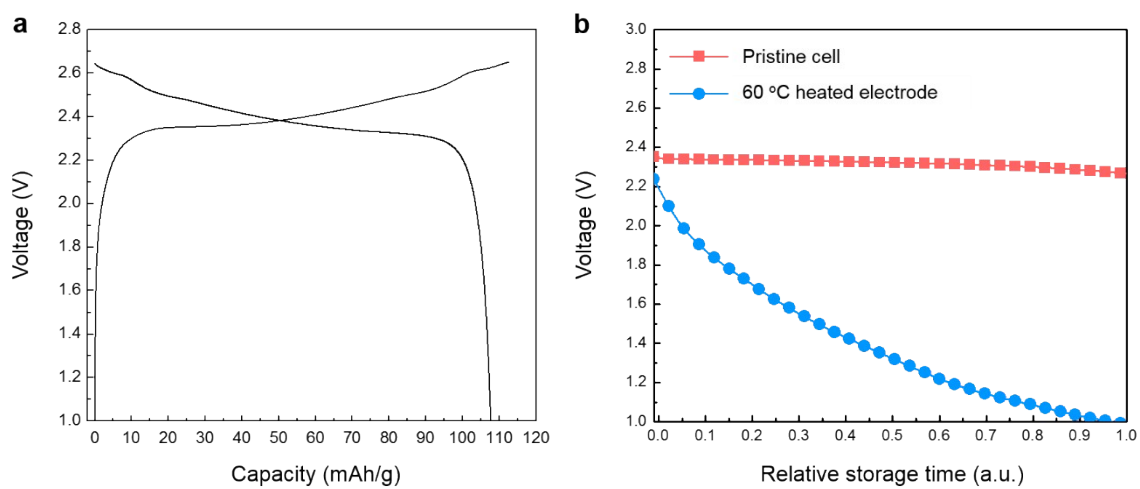 a
2.8
2.6
2.4
2.2
2.0
1.8
1.6
1.4
1.2
1.0
Voltage (V)
0 10 20 30 40 50 60 70 80 90 100 110 120
Capacity (mAh/g)
b
3.0
2.8
2.6
2.4
2.2
2.0
1.8
1.6
1.4
1.2
1.0
Voltage (V)
Pristine cell
60 °C heated electrode
0.0 0.1 0.2 0.3 0.4 0.5 0.6 0.7 0.8 0.9 1.0
Relative storage time (a.u.)